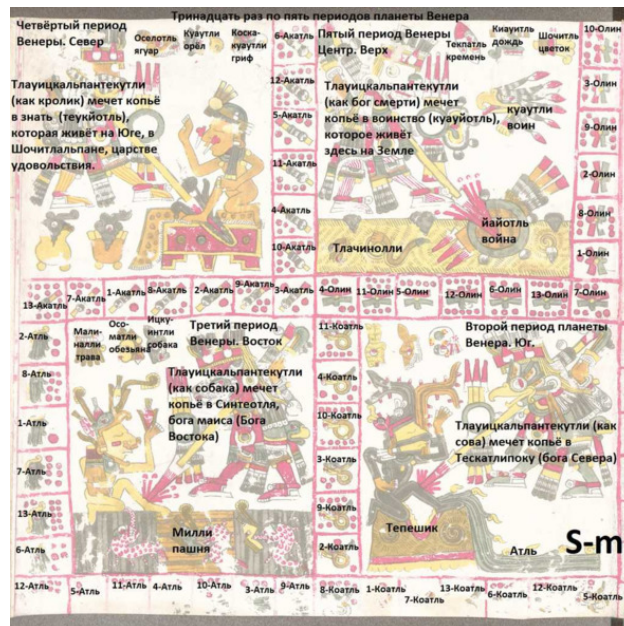 Тринадцать раз по пять периодов планеты Венера
Четвёртый период
Венеры. Север
Оселотль
ягуар
Куаутли
орёл
Коска-
куаутли
гриф
Тлауицкальпантекутли
(как кролик) мечет копьё
в знать (теукйотль),
которая живёт на Юге, в
Шочитлальпане, царстве
удовольствия.
6-Акатль
12-Акатль
5-Акатль
11-Акатль
4-Акатль
10-Акатль
Пятый период Венеры
Центр. Верх
Текпатль
кремень
Киауитль
дождь
Шочитль
цветок
Тлауицкальпантекутли
(как бог смерти) мечет
копьё в воинство (куауйотль),
которое живёт
здесь на Земле
куаутли
воин
йайотль
война
Тлачинолли
10-Олин
3-Олин
9-Олин
2-Олин
8-Олин
1-Олин
13-Акатль
7-Акатль
1-Акатль
8-Акатль
2-Акатль
9-Акатль
3-Акатль
4-Олин
11-Олин
5-Олин
12-Олин
6-Олин
13-Олин
7-Олин
2-Атль
8-Атль
1-Атль
7-Атль
13-Атль
6-Атль
Мали-
налли
трава
Осо-
матли
обезьяна
Ицку-
интли
собака
Третий период
Венеры. Восток
Тлауицкальпантекутли
(как собака) мечет
копьё в Синтеотля,
бога маиса (Бога
Востока)
Милли
пашня
11-Коатль
4-Коатль
10-Коатль
3-Коатль
9-Коатль
2-Коатль
Второй период планеты
Венера. Юг.
Тлауицкальпантекутли (как
сова) мечет копьё в
Тескатлипоку (бога Севера)
Тепешик
Атль
S-m
12-Атль
5-Атль
11-Атль
4-Атль
10-Атль
3-Атль
9-Атль
8-Коатль
1-Коатль
7-Коатль
13-Коатль
6-Коатль
12-Коатль
5-Коатль